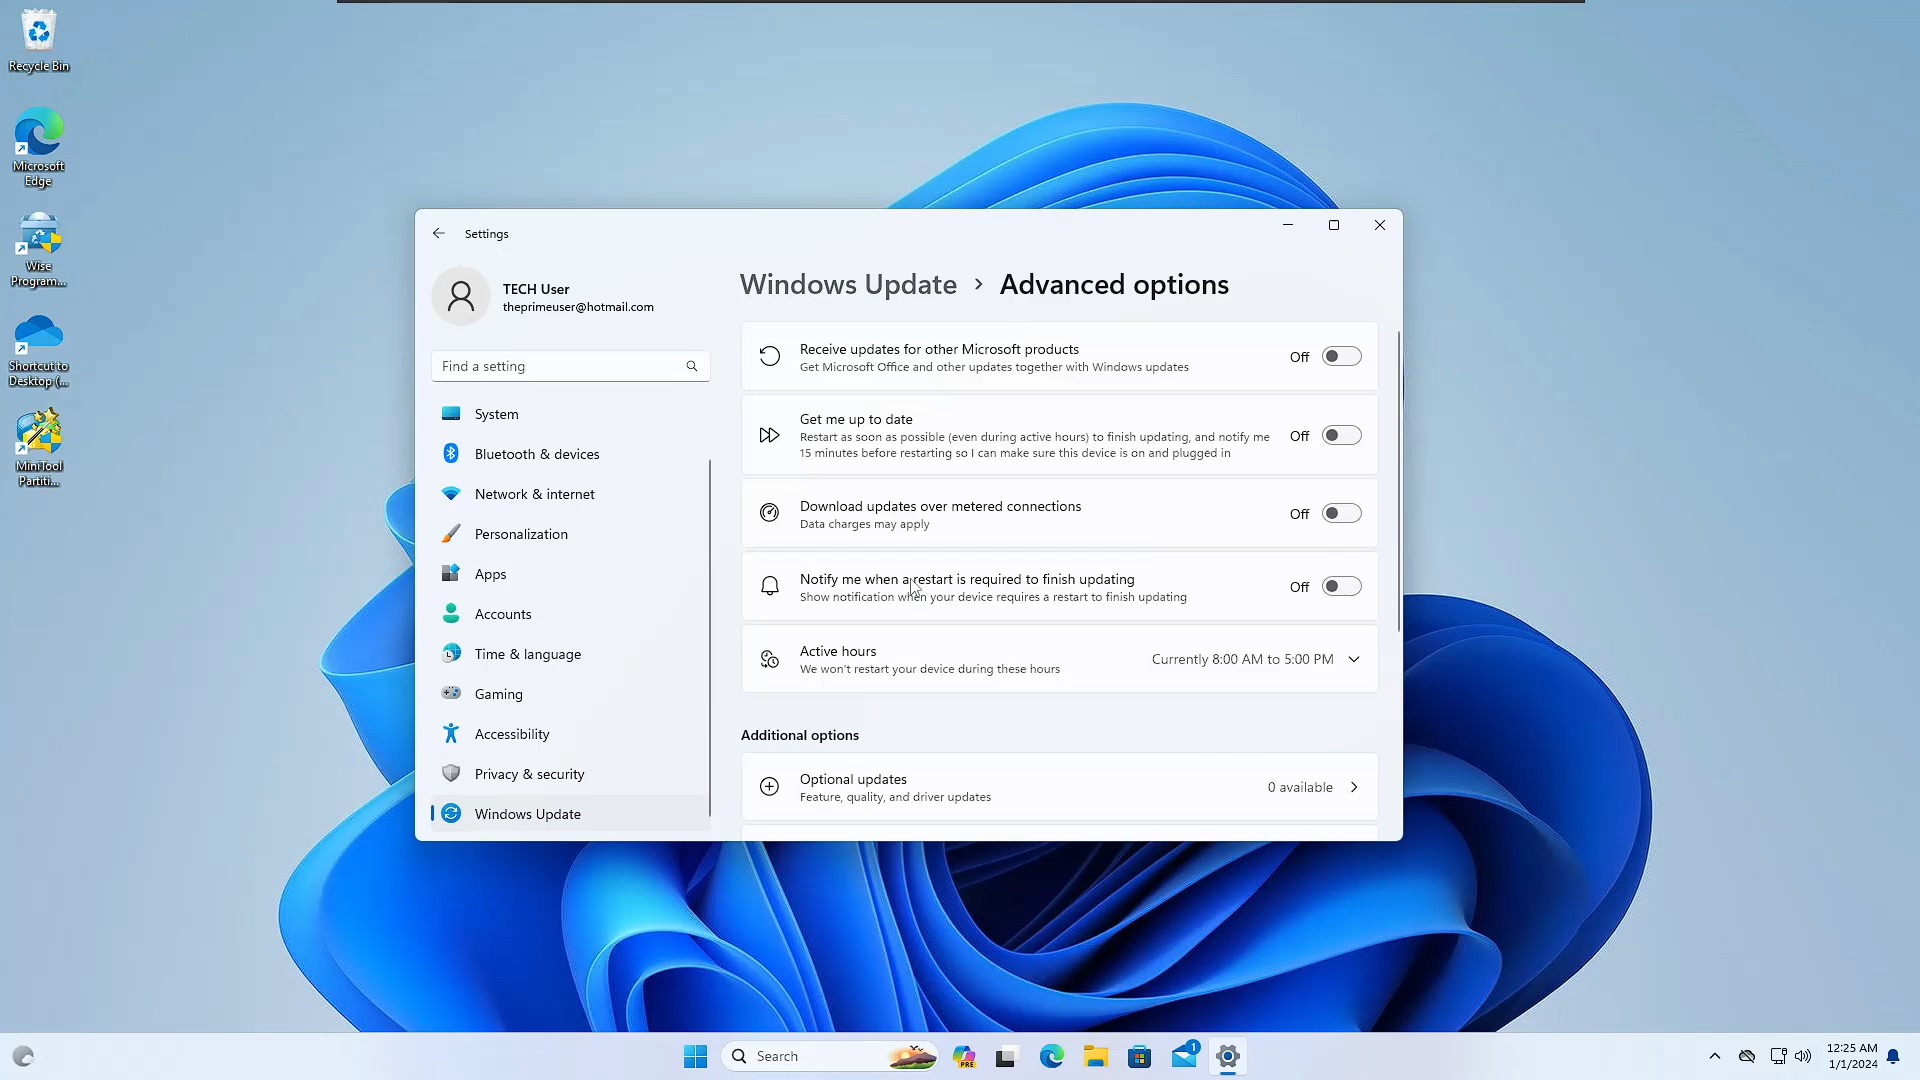 Recycle Bin
Microsoft
Edge
Wise
Program...
Shortcut to
Desktop (...
MiniTool
Partiti...
Settings
TECH User
theprimeuser@hotmail.com
Find a setting
System
Bluetooth & devices
Network & internet
Personalization
Apps
Accounts
Time & language
Gaming
Accessibility
Privacy & security
Windows Update
Windows Update › Advanced options
Receive updates for other Microsoft products
Get Microsoft Office and other updates together with Windows updates
Off
Get me up to date
Restart as soon as possible (even during active hours) to finish updating, and notify me
15 minutes before restarting so I can make sure this device is on and plugged in
Off
Download updates over metered connections
Data charges may apply
Off
Notify me when a restart is required to finish updating
Show notification when your device requires a restart to finish updating
Off
Active hours
We won't restart your device during these hours
Currently 8:00 AM to 5:00 PM
Additional options
Optional updates
Feature, quality, and driver updates
0 available
Search
PRE
1
12:25 AM
1/1/2024